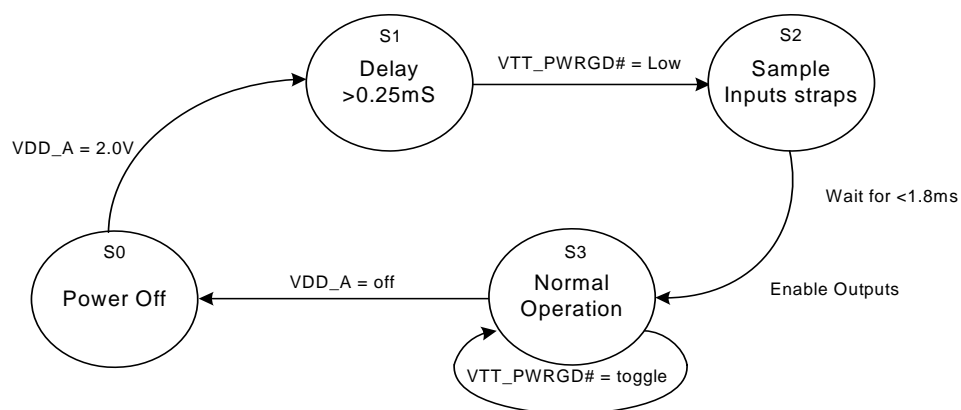 S1
Delay
>0.25mS
VTT_PWRGD# = Low
S2
Sample
Inputs straps
VDD_A = 2.0V
Wait for <1.8ms
S0
Power Off
VDD_A = off
S3
Normal
Operation
Enable Outputs
VTT_PWRGD# = toggle